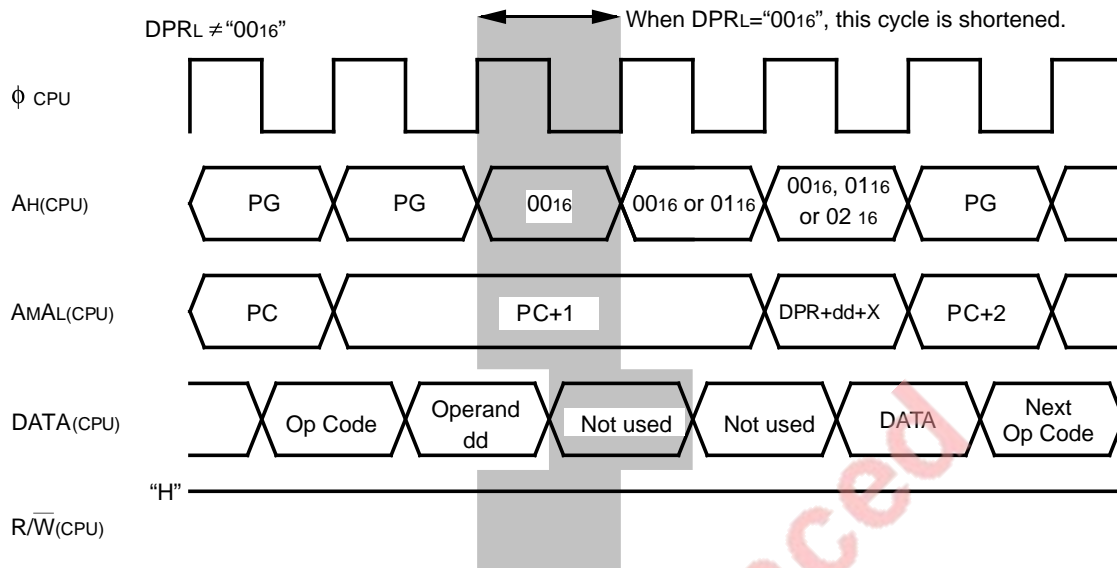 DPRL ≠ “0016”
When DPRL=“0016”, this cycle is shortened.
ϕ CPU
AH(CPU)
PG
PG
0016
0016 or 0116
0016, 0116
or 02 16
PG
AMAL(CPU)
PC
PC+1
DPR+dd+X
PC+2
DATA(CPU)
Op Code
Operand
dd
Not used
Not used
DATA
Next
Op Code
“H”
R/W̅(CPU)